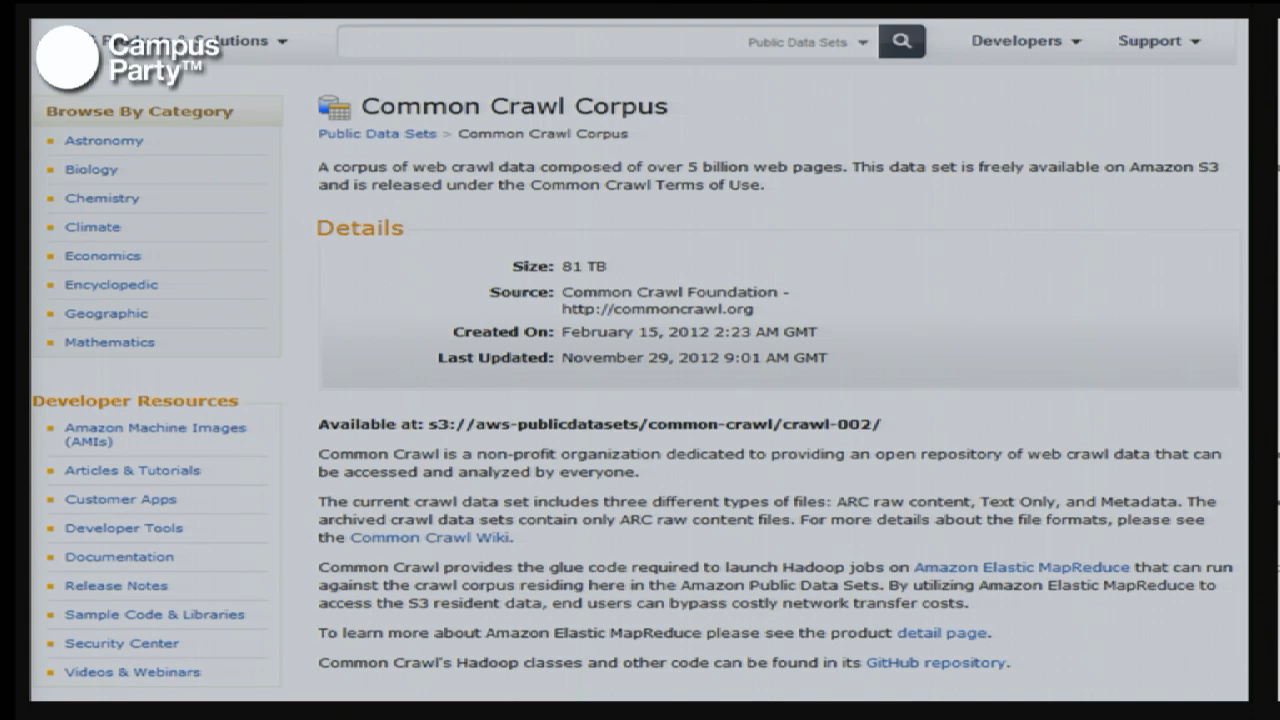 Campus
Party™
Products & Solutions
Public Data Sets
Developers
Support
Browse By Category
Astronomy
Biology
Chemistry
Climate
Economics
Encyclopedic
Geographic
Mathematics
Developer Resources
Amazon Machine Images
(AMIs)
Articles & Tutorials
Customer Apps
Developer Tools
Documentation
Release Notes
Sample Code & Libraries
Security Center
Videos & Webinars
Common Crawl Corpus
Public Data Sets > Common Crawl Corpus
A corpus of web crawl data composed of over 5 billion web pages. This data set is freely available on Amazon S3
and is released under the Common Crawl Terms of Use.
Details
Size: 81 TB
Source: Common Crawl Foundation -
http://commoncrawl.org
Created On: February 15, 2012 2:23 AM GMT
Last Updated: November 29, 2012 9:01 AM GMT
Available at: s3://aws-publicdatasets/common-crawl/crawl-002/
Common Crawl is a non-profit organization dedicated to providing an open repository of web crawl data that can
be accessed and analyzed by everyone.
The current crawl data set includes three different types of files: ARC raw content, Text Only, and Metadata. The
archived crawl data sets contain only ARC raw content files. For more details about the file formats, please see
the Common Crawl Wiki.
Common Crawl provides the glue code required to launch Hadoop jobs on Amazon Elastic MapReduce that can run
against the crawl corpus residing here in the Amazon Public Data Sets. By utilizing Amazon Elastic MapReduce to
access the S3 resident data, end users can bypass costly network transfer costs.
To learn more about Amazon Elastic MapReduce please see the product detail page.
Common Crawl's Hadoop classes and other code can be found in its GitHub repository.